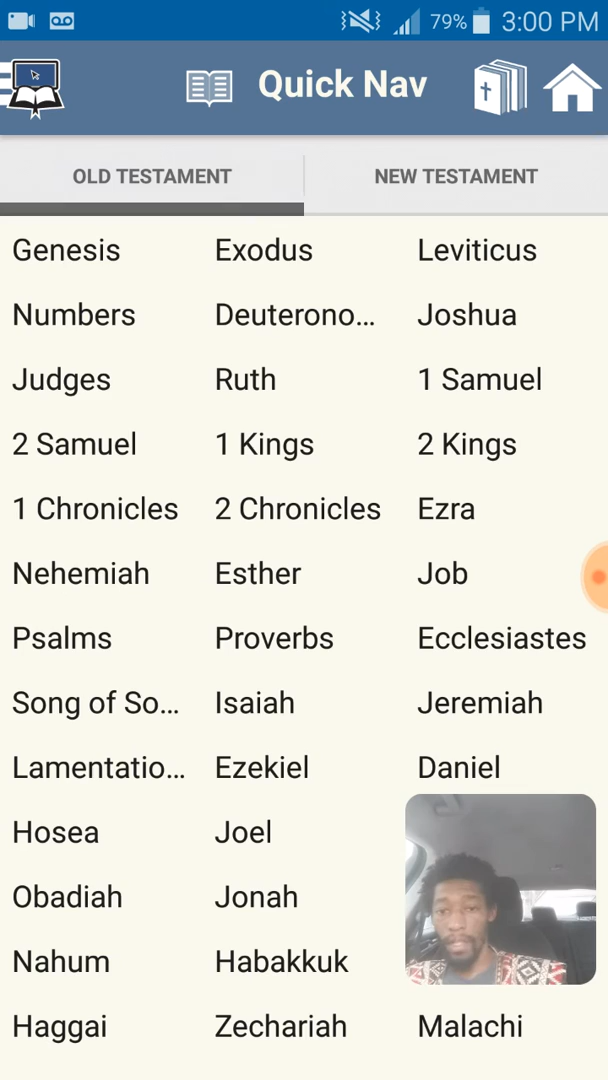 79% 3:00 PM
Quick Nav
OLD TESTAMENT NEW TESTAMENT
Genesis Exodus Leviticus
Numbers Deuterono... Joshua
Judges Ruth 1 Samuel
2 Samuel 1 Kings 2 Kings
1 Chronicles 2 Chronicles Ezra
Nehemiah Esther Job
Psalms Proverbs Ecclesiastes
Song of So... Isaiah Jeremiah
Lamentatio... Ezekiel Daniel
Hosea Joel
Obadiah Jonah
Nahum Habakkuk
Haggai Zechariah Malachi